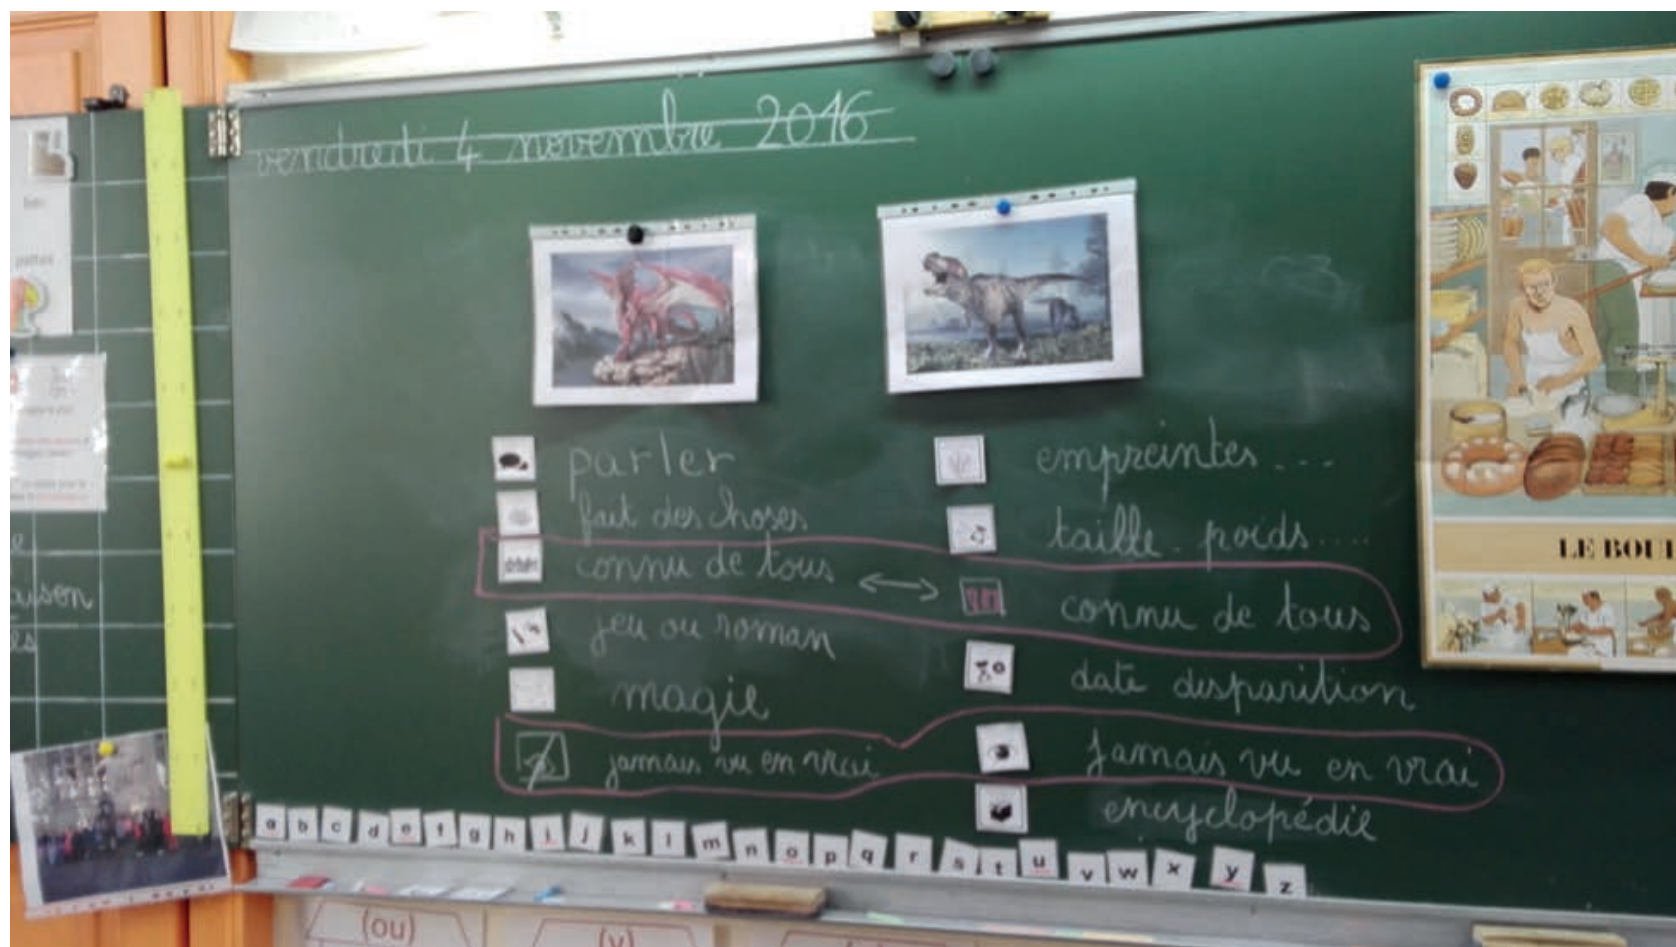 vendredi 4 novembre 2016
parler
fait des choses
connu de tous
jeu ou roman
magie
jamais vu en vrai
empreintes....
taille - poids....
connu de tous
date disparition
Jamais vu en vrai
encyclopédie
a b c d e f g h i j k l m n o p q r s t u v w x y z
LE BOU
(ou)
(y)